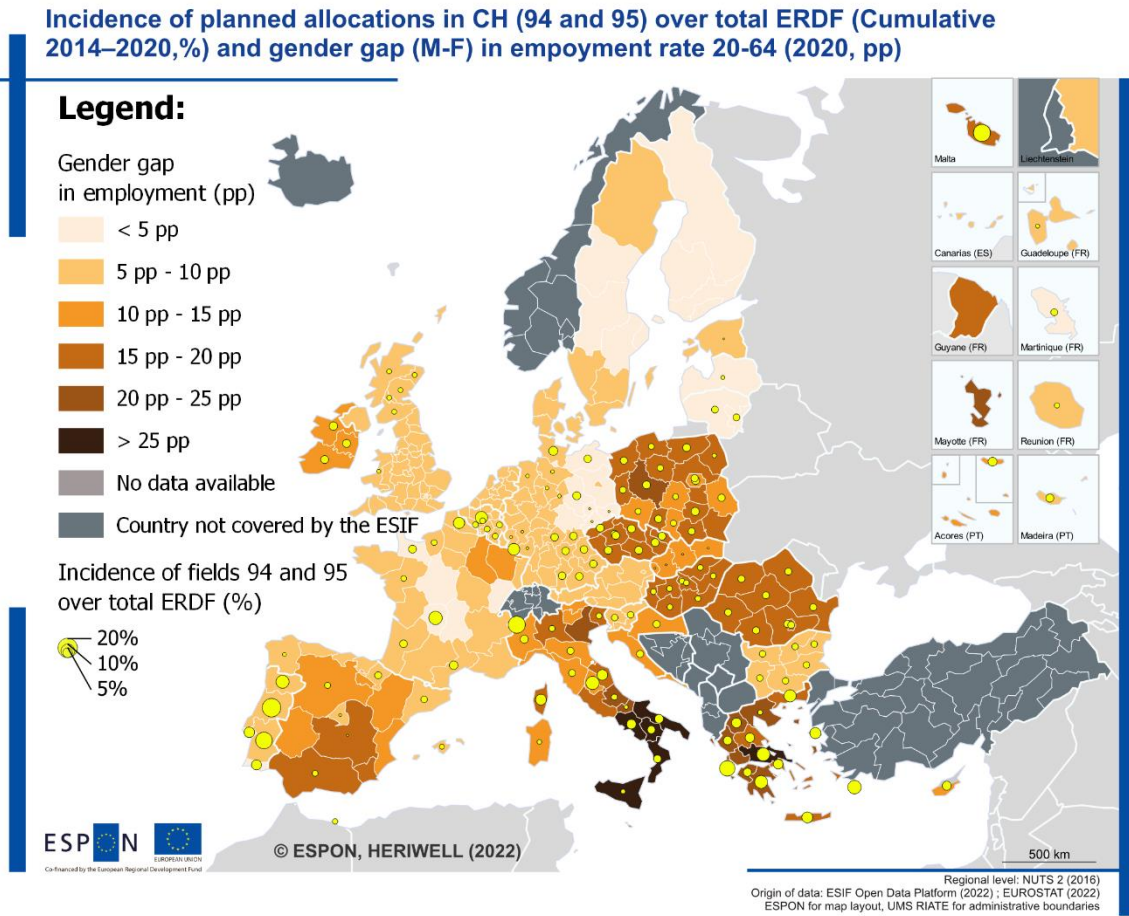 Incidence of planned allocations in CH (94 and 95) over total ERDF (Cumulative
2014–2020,%) and gender gap (M-F) in empoyment rate 20-64 (2020, pp)
Legend:
Gender gap
in employment (pp)
< 5 pp
5 pp - 10 pp
10 pp - 15 pp
15 pp - 20 pp
20 pp - 25 pp
> 25 pp
No data available
Country not covered by the ESIF
Incidence of fields 94 and 95
over total ERDF (%)
20%
10%
5%
Malta
Liechtenstein
Canarias (ES)
Guadeloupe (FR)
Guyane (FR)
Martinique (FR)
Mayotte (FR)
Reunion (FR)
Acores (PT)
Madeira (PT)
ESPON
EUROPEAN UNION
Co-financed by the European Regional Development Fund
© ESPON, HERIWELL (2022)
500 km
Regional level: NUTS 2 (2016)
Origin of data: ESIF Open Data Platform (2022) ; EUROSTAT (2022)
ESPON for map layout, UMS RIATE for administrative boundaries